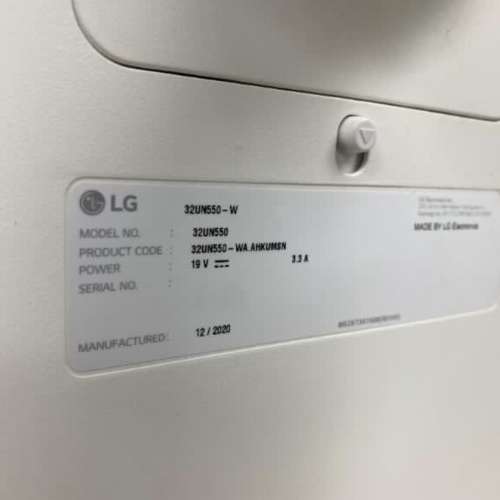 LG 32UN550-W
MODEL NO. : 32UN550
PRODUCT CODE : 32UN550-WA.AHKUMSN
POWER : 19 V ⎓ 3.3 A
SERIAL NO. :
MANUFACTURED: 12 / 2020
MADE BY LG Electronics